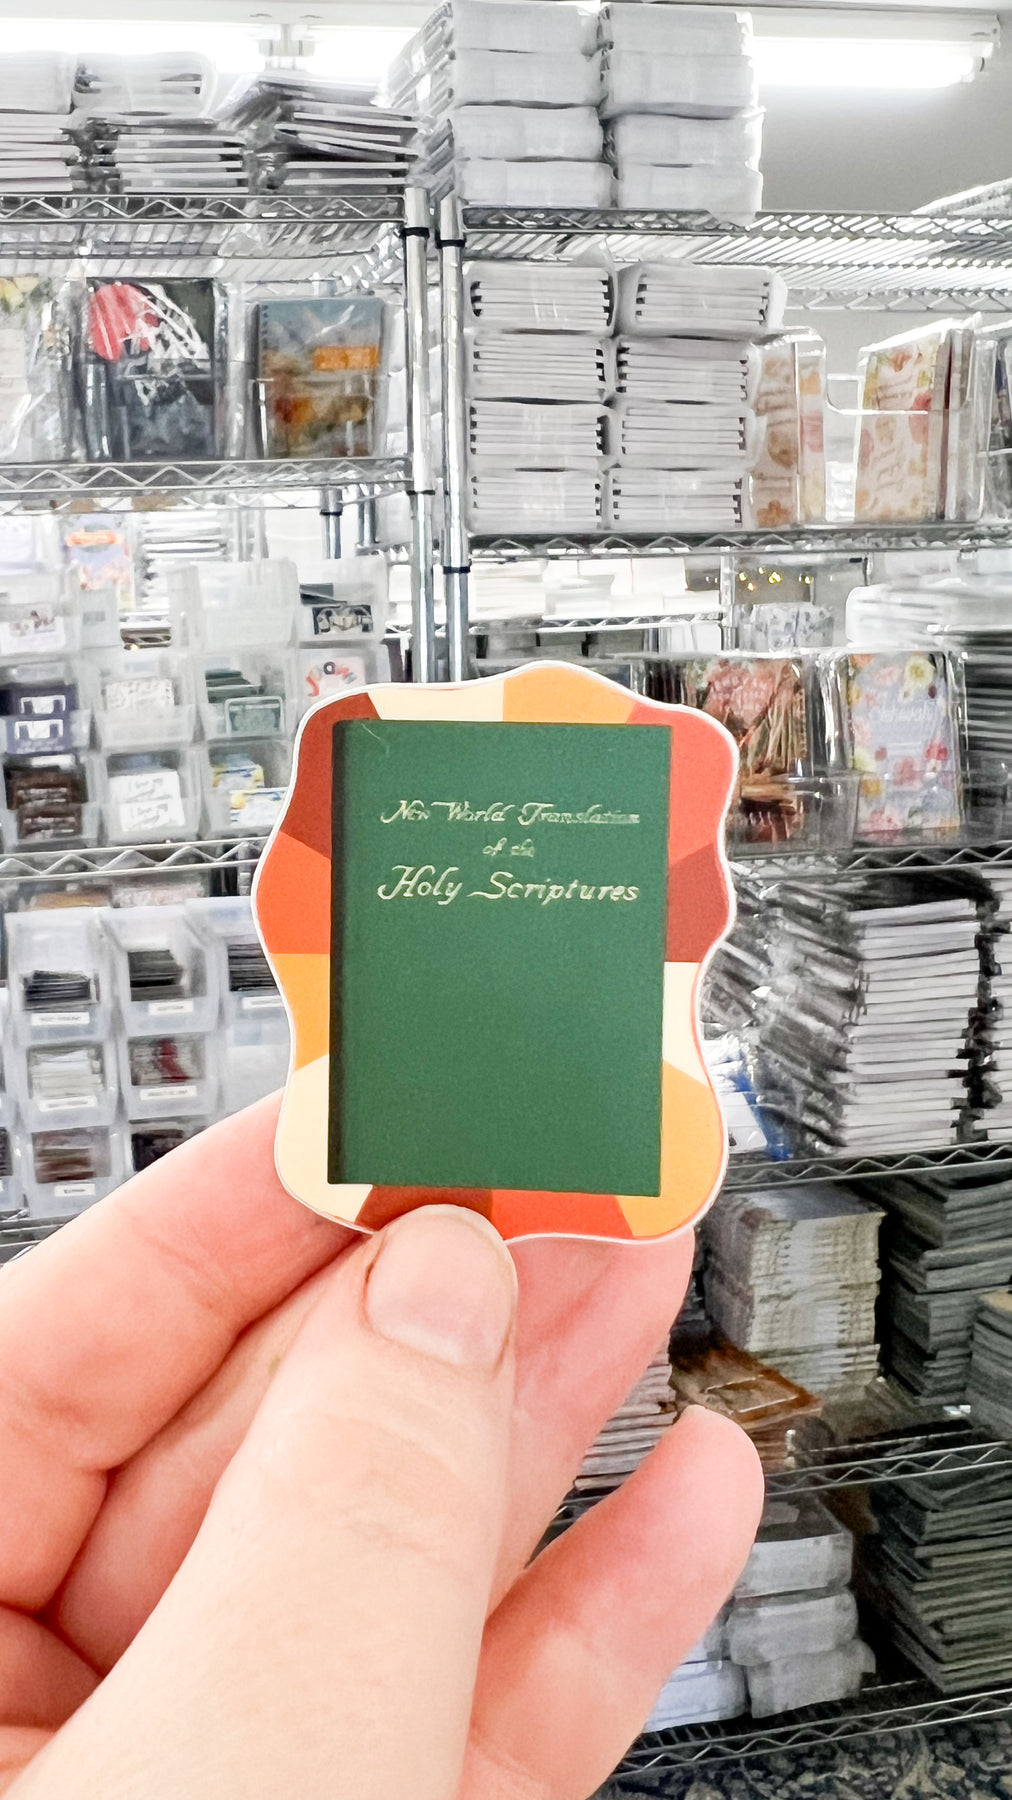 New World Translation
of the
Holy Scriptures